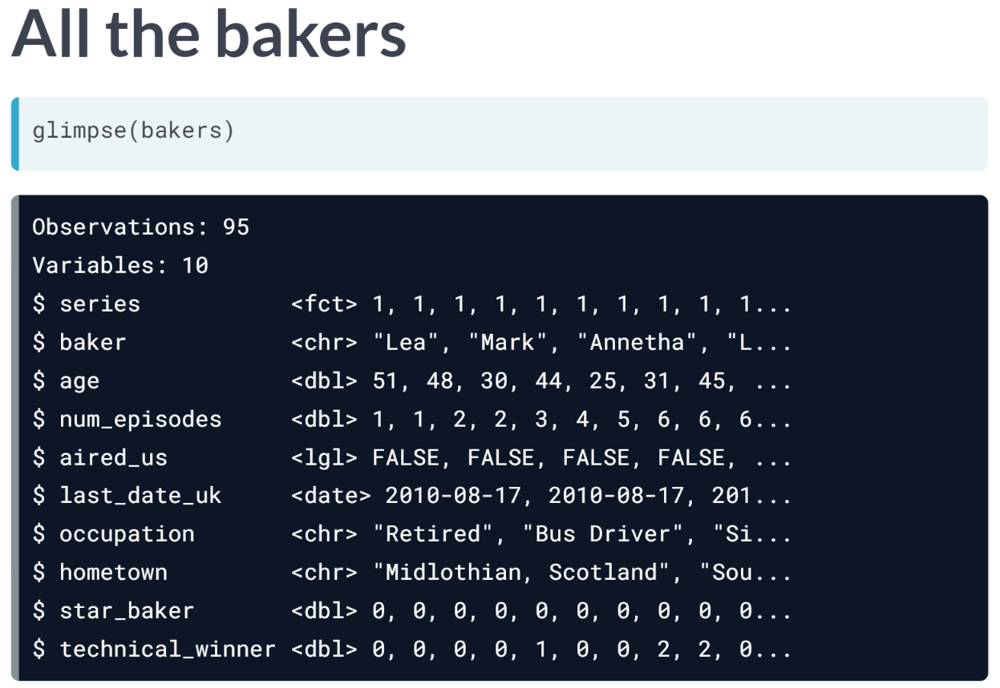 All the bakers
glimpse(bakers)
Observations: 95
Variables: 10
$ series           <fct> 1, 1, 1, 1, 1, 1, 1, 1, 1, 1...
$ baker            <chr> "Lea", "Mark", "Annetha", "L...
$ age              <dbl> 51, 48, 30, 44, 25, 31, 45, ...
$ num_episodes     <dbl> 1, 1, 2, 2, 3, 4, 5, 6, 6, 6...
$ aired_us         <lgl> FALSE, FALSE, FALSE, FALSE, ...
$ last_date_uk     <date> 2010-08-17, 2010-08-17, 201...
$ occupation       <chr> "Retired", "Bus Driver", "Si...
$ hometown         <chr> "Midlothian, Scotland", "Sou...
$ star_baker       <dbl> 0, 0, 0, 0, 0, 0, 0, 0, 0, 0...
$ technical_winner <dbl> 0, 0, 0, 0, 1, 0, 0, 2, 2, 0...